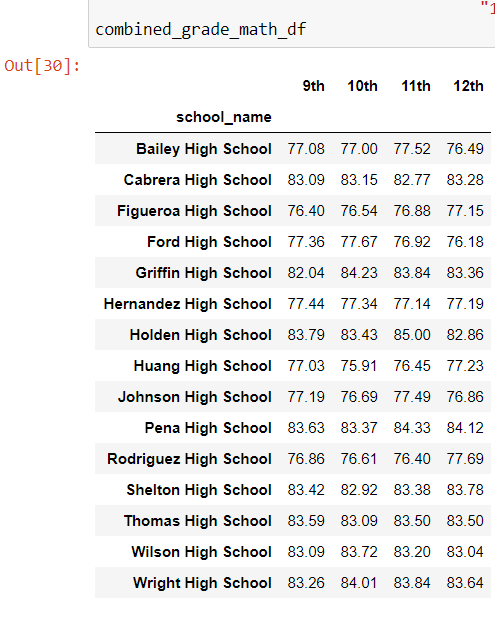 "1
combined_grade_math_df
Out[30]:
9th 10th 11th 12th
school_name
Bailey High School 77.08 77.00 77.52 76.49
Cabrera High School 83.09 83.15 82.77 83.28
Figueroa High School 76.40 76.54 76.88 77.15
Ford High School 77.36 77.67 76.92 76.18
Griffin High School 82.04 84.23 83.84 83.36
Hernandez High School 77.44 77.34 77.14 77.19
Holden High School 83.79 83.43 85.00 82.86
Huang High School 77.03 75.91 76.45 77.23
Johnson High School 77.19 76.69 77.49 76.86
Pena High School 83.63 83.37 84.33 84.12
Rodriguez High School 76.86 76.61 76.40 77.69
Shelton High School 83.42 82.92 83.38 83.78
Thomas High School 83.59 83.09 83.50 83.50
Wilson High School 83.09 83.72 83.20 83.04
Wright High School 83.26 84.01 83.84 83.64